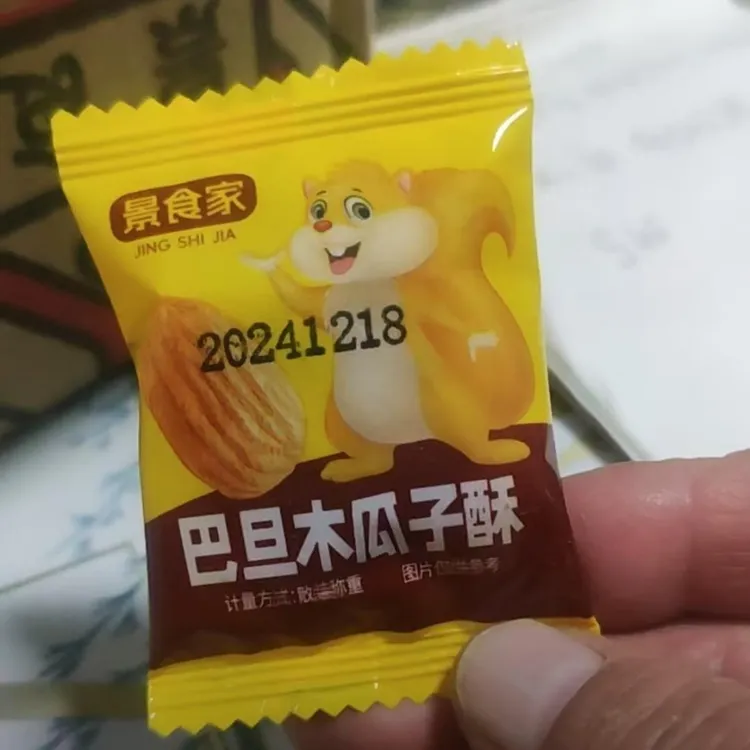 景食家
JING SHI JIA
20241218
巴旦木瓜子酥
计量方式:散装称重
图片仅供参考